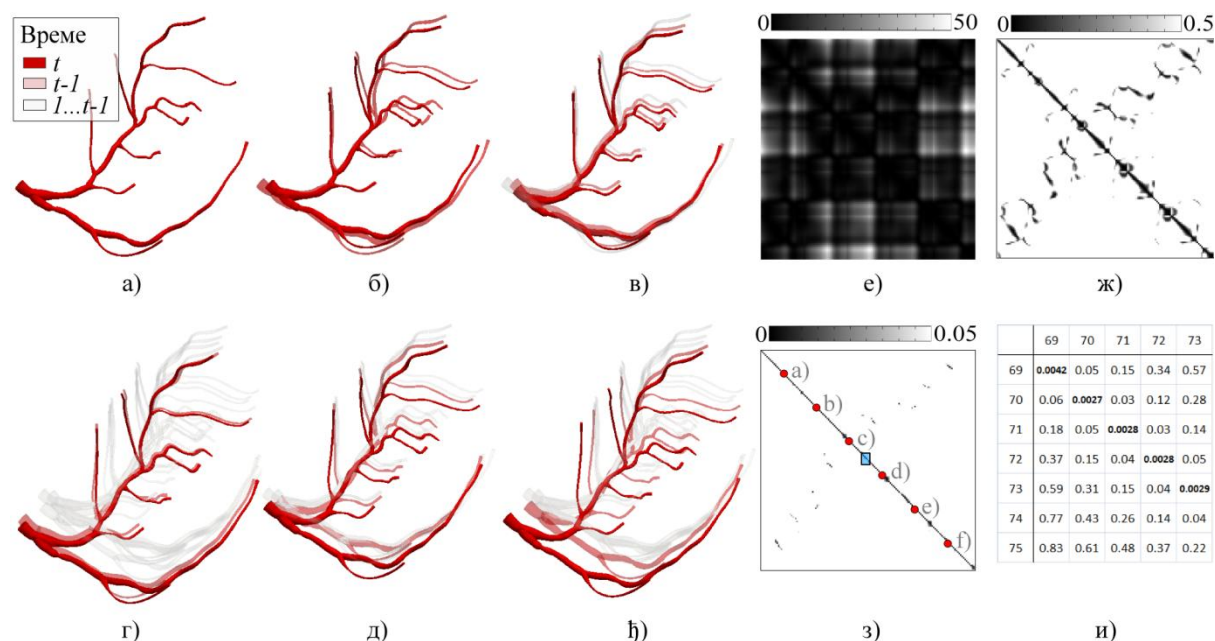 Време
t
t-1
1...t-1
0 50
0 0.5
а) б) в) е) ж)
0 0.05
a)
b)
c)
d)
e)
f)
69 70 71 72 73
69 0.0042 0.05 0.15 0.34 0.57
70 0.06 0.0027 0.03 0.12 0.28
71 0.18 0.05 0.0028 0.03 0.14
72 0.37 0.15 0.04 0.0028 0.05
73 0.59 0.31 0.15 0.04 0.0029
74 0.77 0.43 0.26 0.14 0.04
75 0.83 0.61 0.48 0.37 0.22
г) д) ђ) з) и)